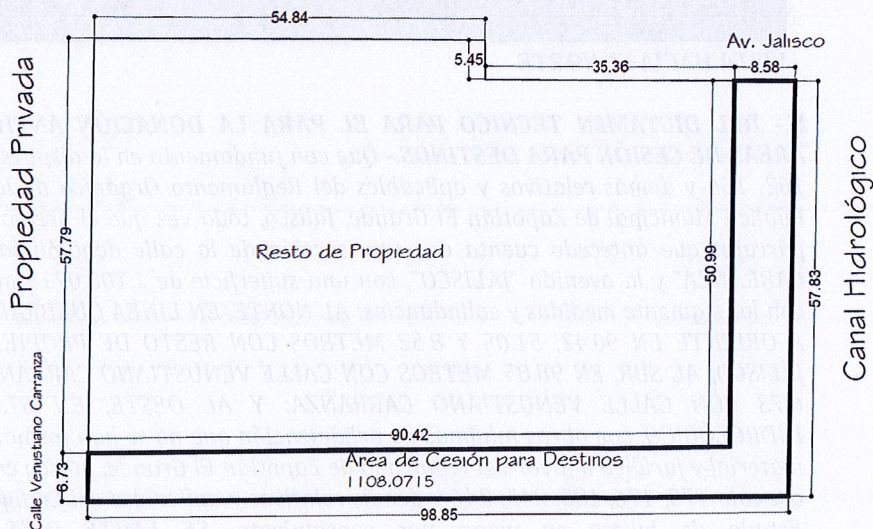 54.84
Av. Jalisco
5.45
35.36
8.58
Propiedad Privada
57.79
Resto de Propiedad
50.99
57.83
Canal Hidrológico
Calle Venustiano Carranza
6.73
90.42
Área de Cesión para Destinos
1108.0715
98.85